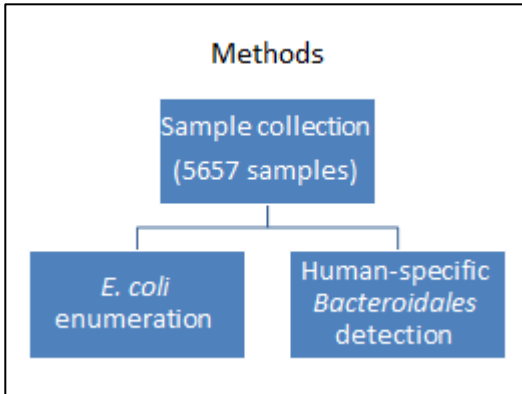 Methods
Sample collection
(5657 samples)
E. coli
enumeration
Human-specific
Bacteroidales
detection